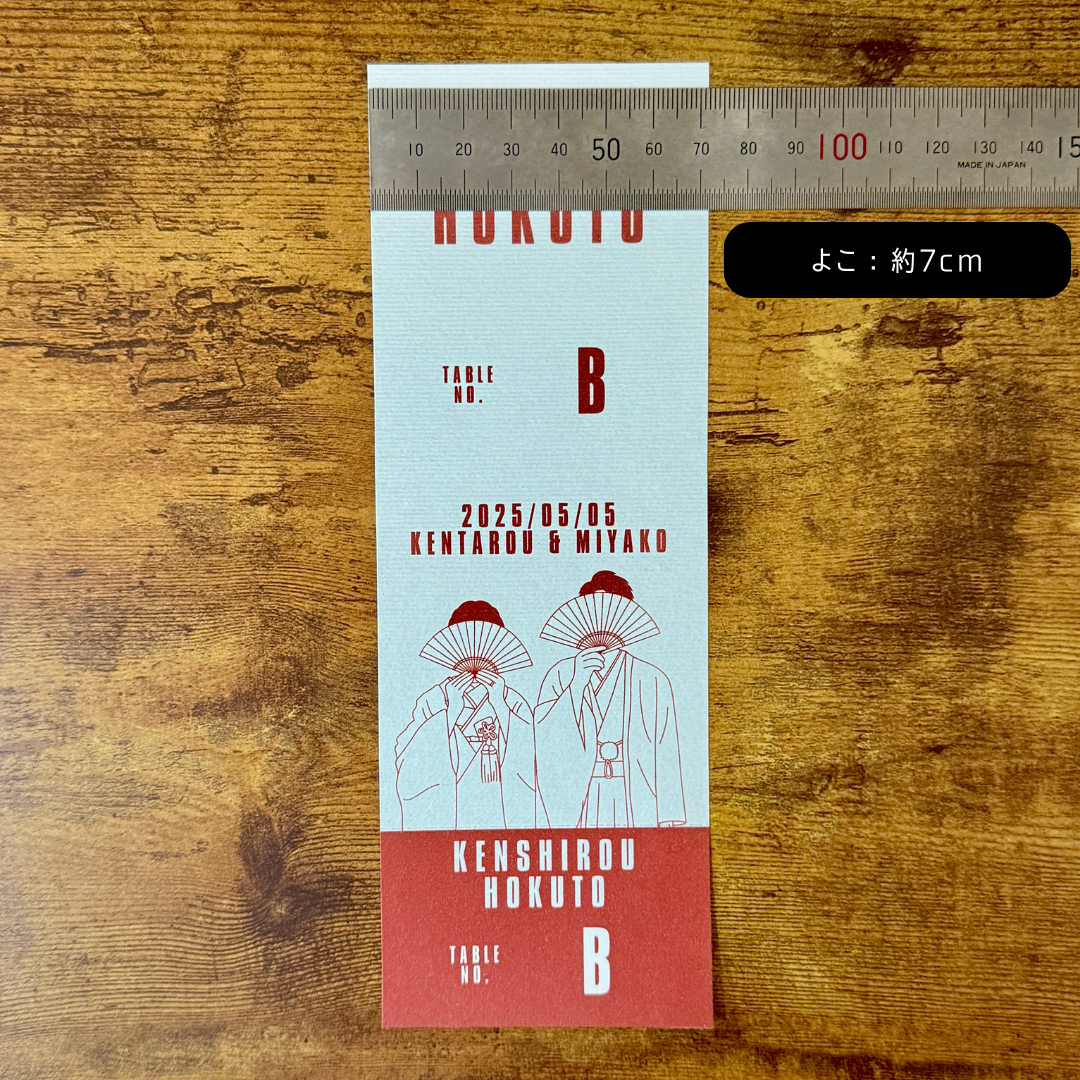 10 20 30 40 50 60 70 80 90 100 110 120 130 140 15
MADE IN JAPAN
HOKUTO
よこ：約7cm
TABLE
NO.
B
2025/05/05
KENTAROU & MIYAKO
KENSHIROU
HOKUTO
TABLE
NO.
B